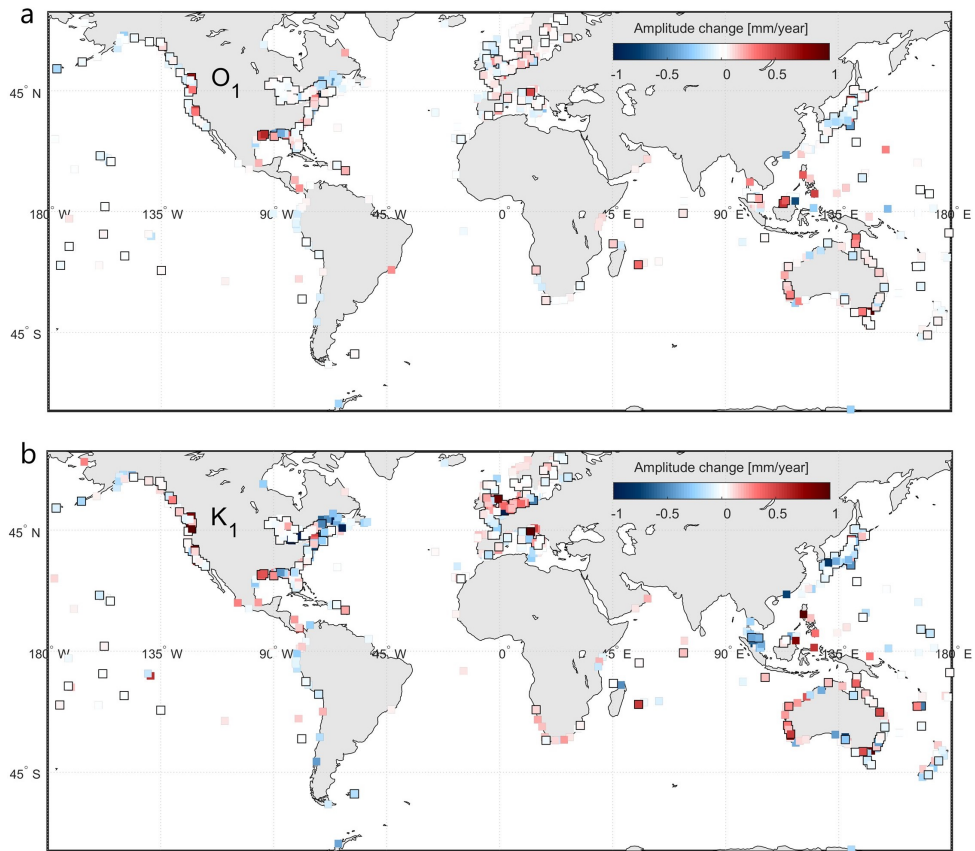 a
Amplitude change [mm/year]
-1 -0.5 0 0.5 1
O1
45° N
180° W 135° W 90° W 45° W 0° E 45° E 90° E 135° E 180° E
45° S
b
Amplitude change [mm/year]
-1 -0.5 0 0.5 1
K1
45° N
180° W 135° W 90° W 45° W 0° E 45° E 90° E 135° E 180° E
45° S